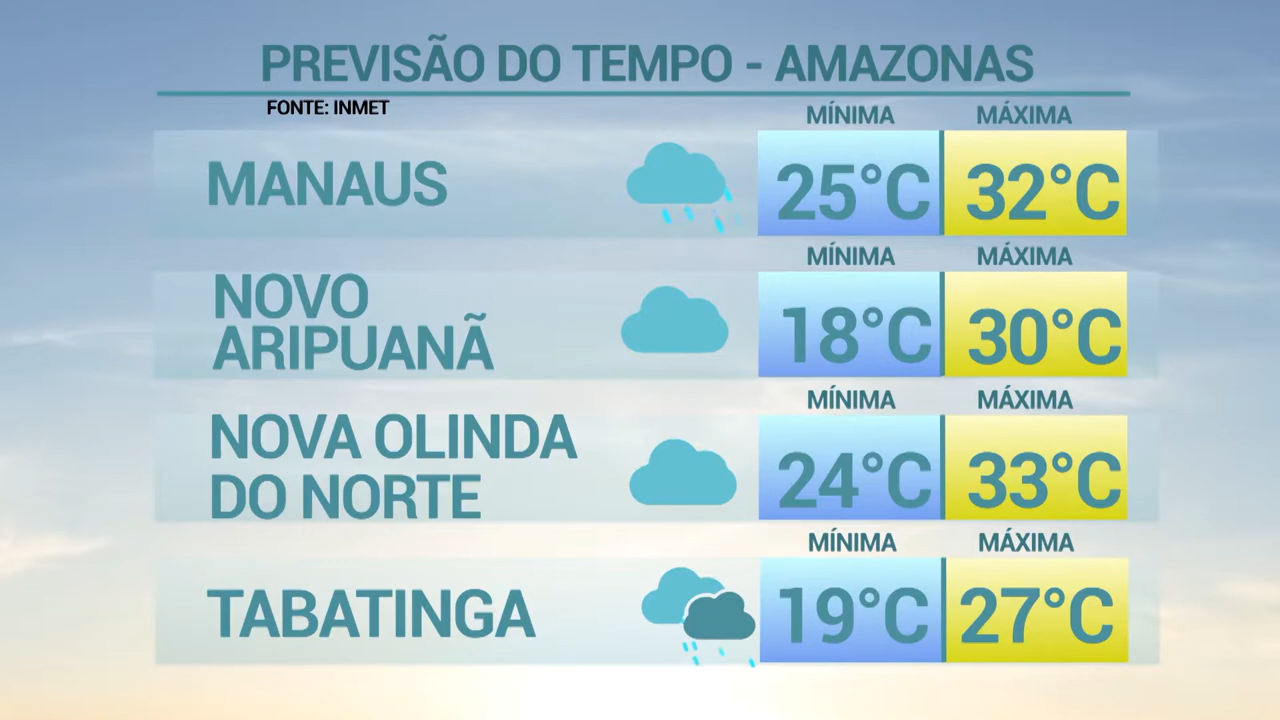 PREVISÃO DO TEMPO - AMAZONAS
FONTE: INMET
MÍNIMA MÁXIMA
MANAUS 25°C 32°C
MÍNIMA MÁXIMA
NOVO
ARIPUANÃ 18°C 30°C
MÍNIMA MÁXIMA
NOVA OLINDA
DO NORTE 24°C 33°C
MÍNIMA MÁXIMA
TABATINGA 19°C 27°C